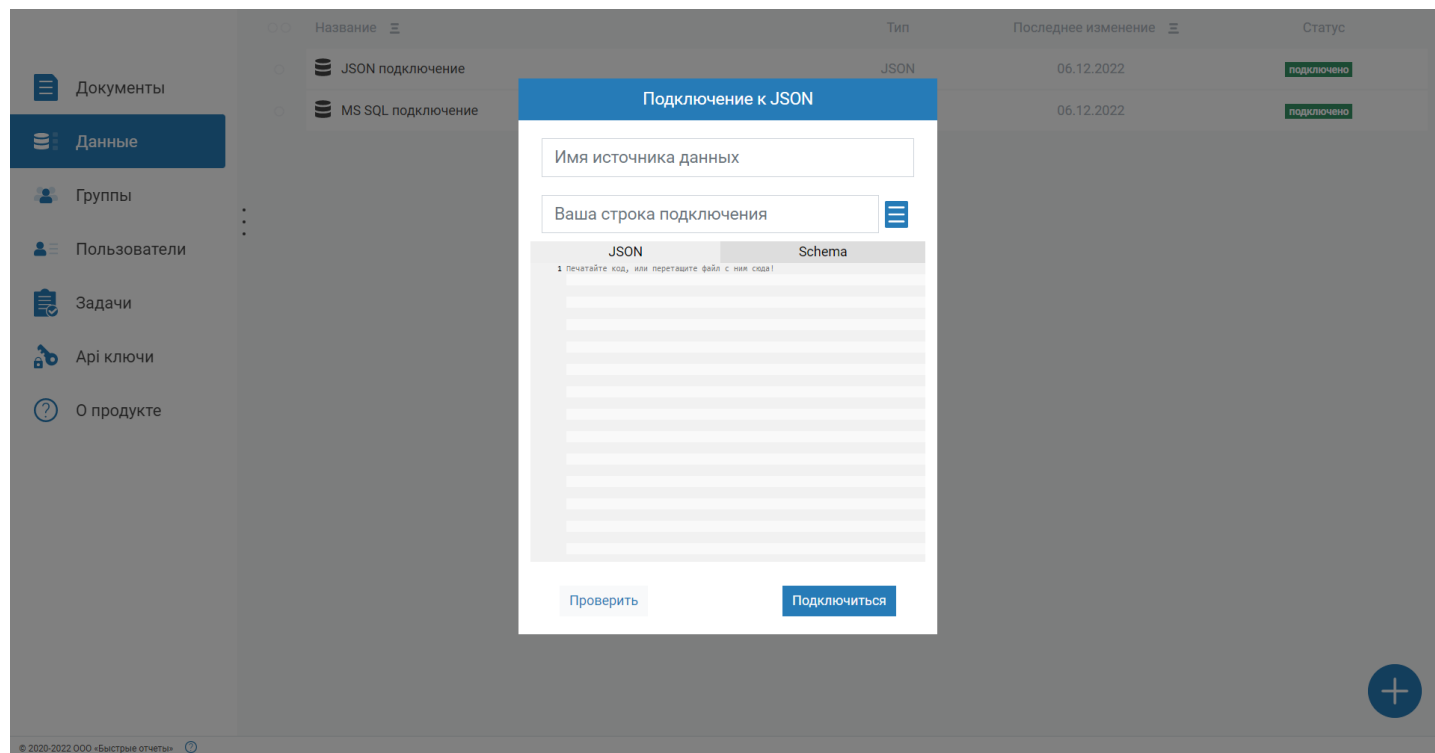 Название Тип Последнее изменение Статус
JSON подключение JSON 06.12.2022 подключено
MS SQL подключение 06.12.2022 подключено
Документы
Данные
Группы
Пользователи
Задачи
Api ключи
О продукте
Подключение к JSON
Имя источника данных
Ваша строка подключения
JSON Schema
1 Печатайте код, или перетащите файл с ним сюда!
Проверить Подключиться
© 2020-2022 ООО «Быстрые отчеты»